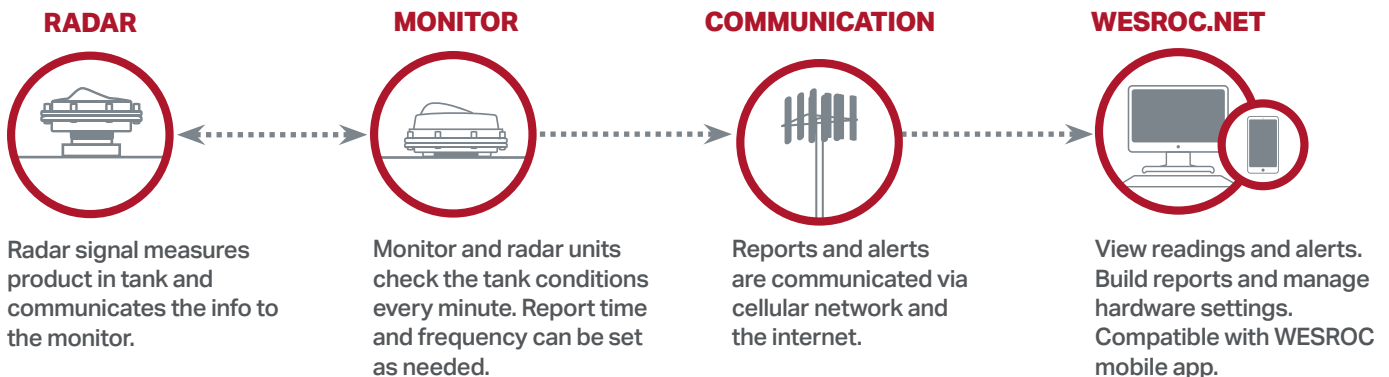 RADAR
Radar signal measures
product in tank and
communicates the info to
the monitor.
MONITOR
Monitor and radar units
check the tank conditions
every minute. Report time
and frequency can be set
as needed.
COMMUNICATION
Reports and alerts
are communicated via
cellular network and
the internet.
WESROC.NET
View readings and alerts.
Build reports and manage
hardware settings.
Compatible with WESROC
mobile app.